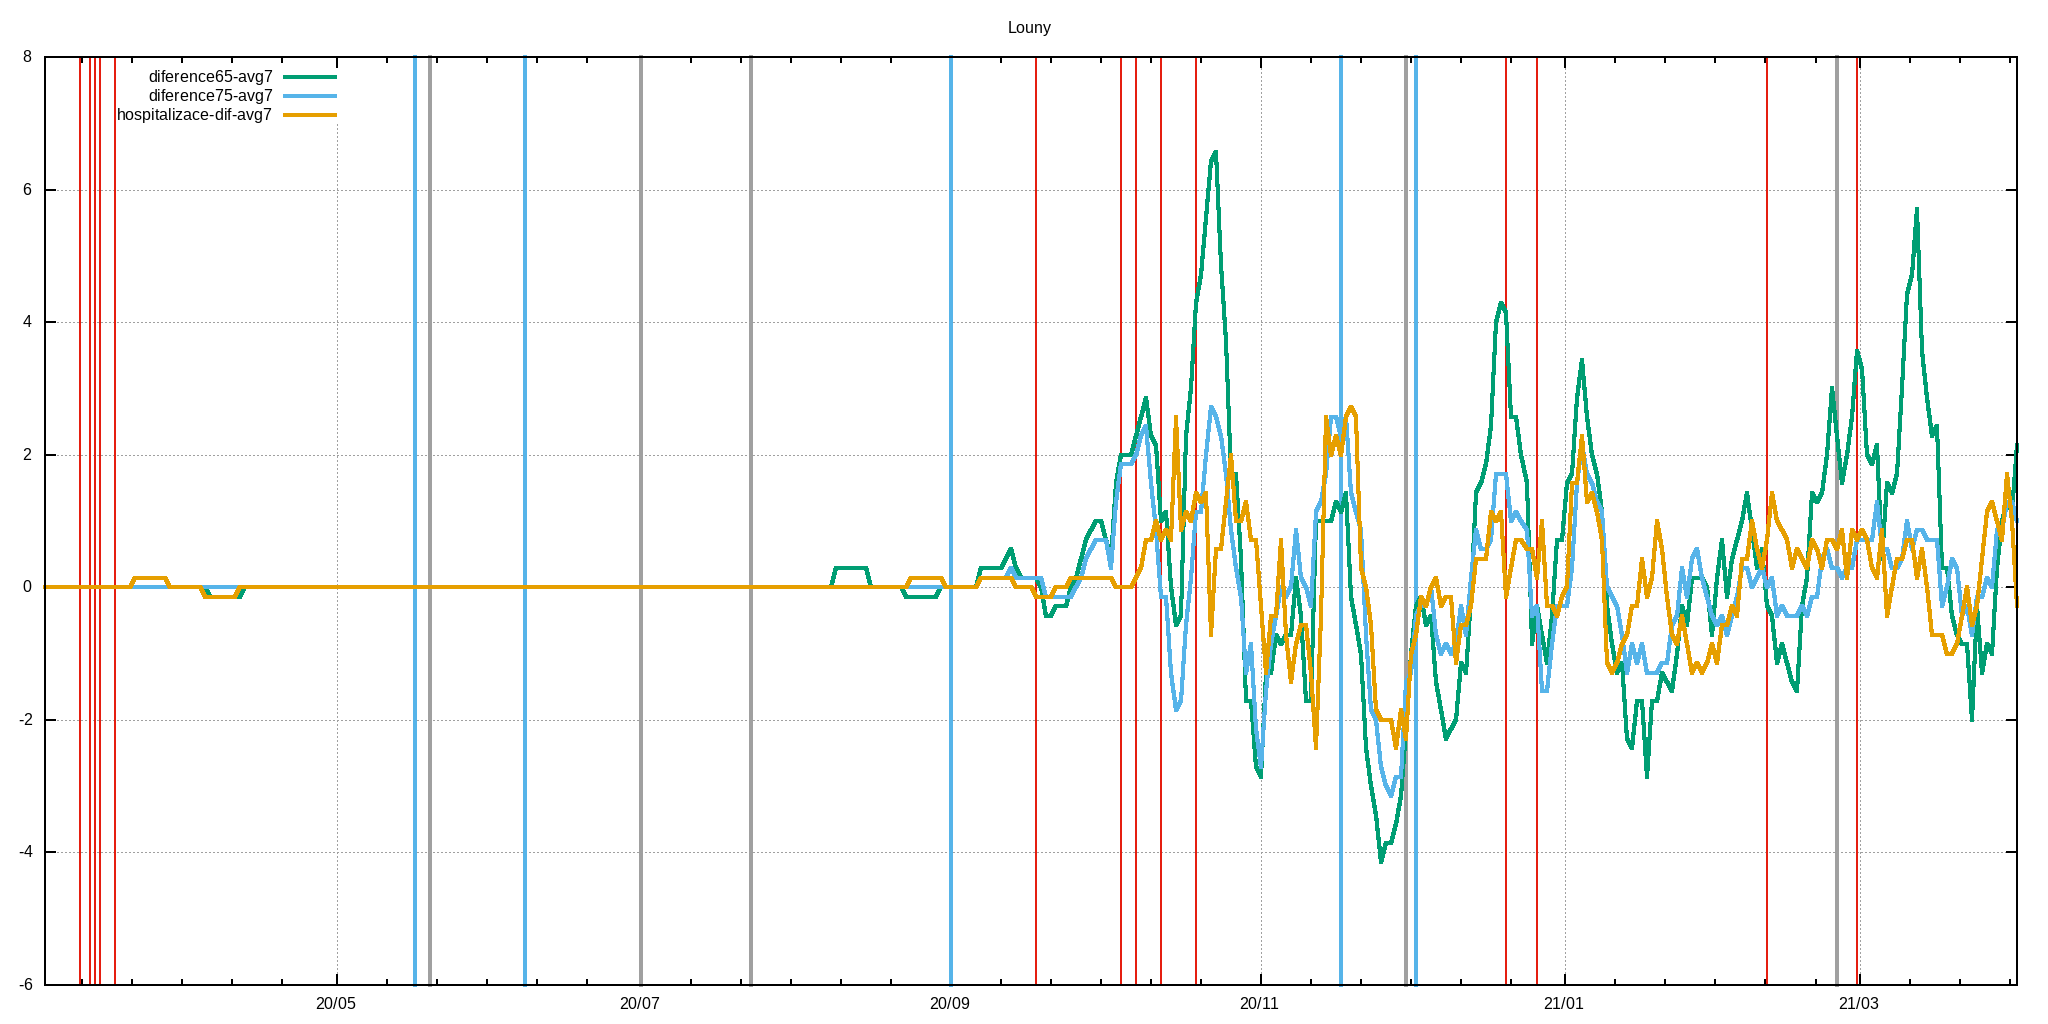 Louny
8
diference65-avg7
diference75-avg7
hospitalizace-dif-avg7
6
4
2
0
-2
-4
-6
20/05 20/07 20/09 20/11 21/01 21/03